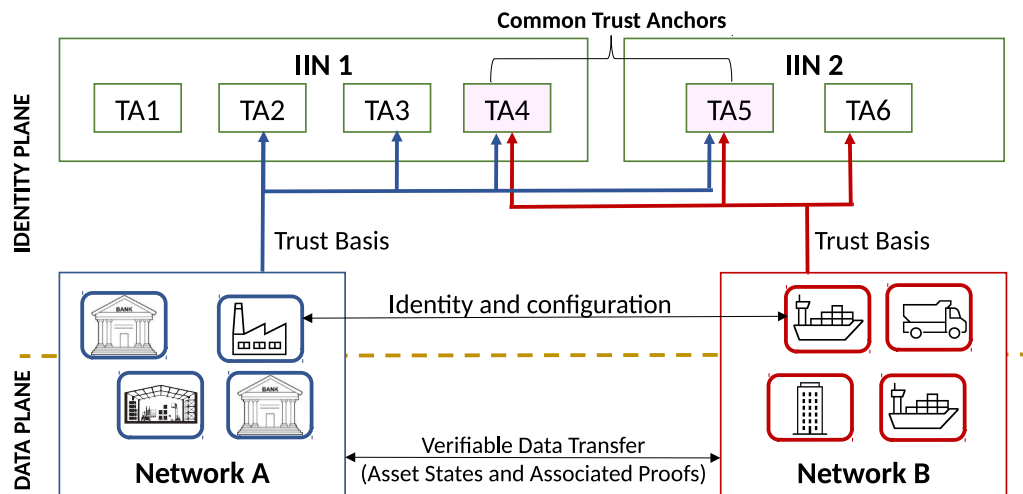 Common Trust Anchors
IIN 1
IIN 2
TA1
TA2
TA3
TA4
TA5
TA6
IDENTITY PLANE
Trust Basis
Trust Basis
Identity and configuration
BANK
BANK
DATA PLANE
Verifiable Data Transfer
(Asset States and Associated Proofs)
Network A
Network B